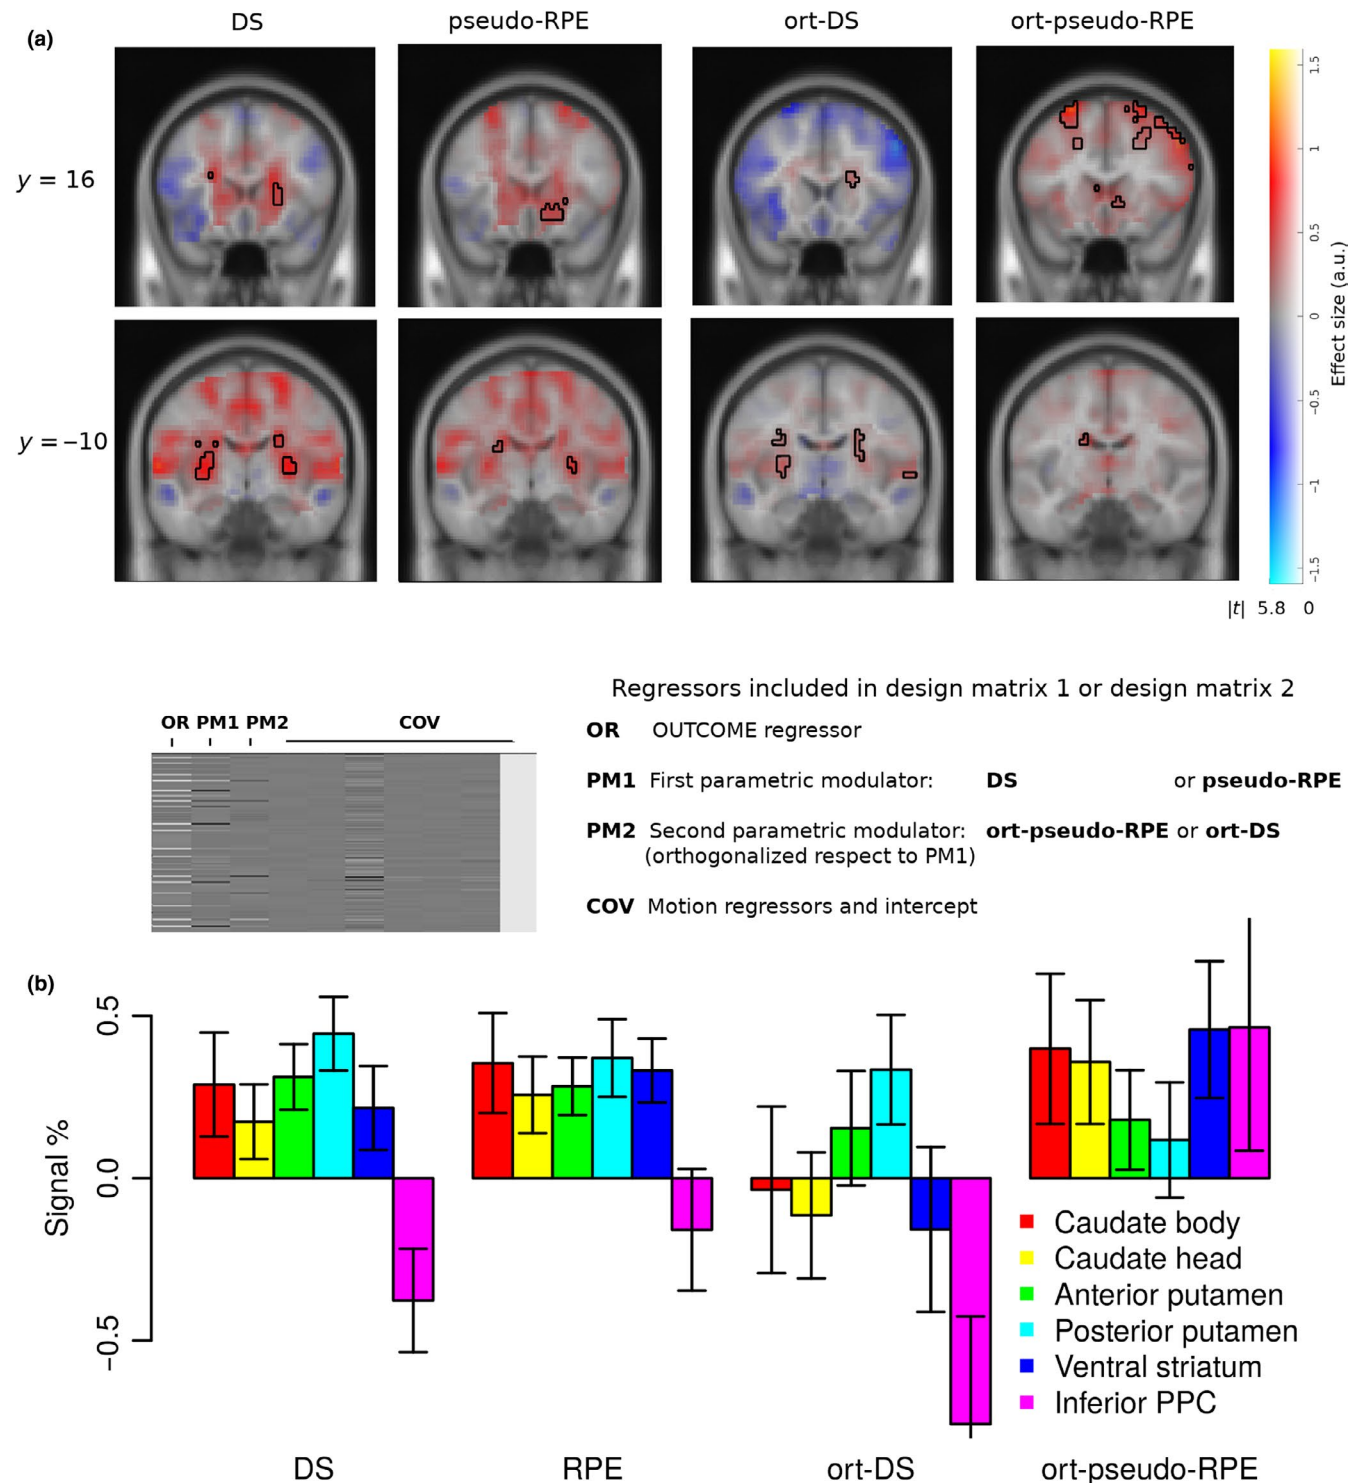 (a)
DS pseudo-RPE ort-DS ort-pseudo-RPE
y = 16
y = –10
1.5
1
0.5
0
–0.5
–1
–1.5
Effect size (a.u.)
|t| 5.8 0
Regressors included in design matrix 1 or design matrix 2
OR PM1 PM2 COV
OR OUTCOME regressor
PM1 First parametric modulator: DS or pseudo-RPE
PM2 Second parametric modulator: ort-pseudo-RPE or ort-DS
(orthogonalized respect to PM1)
COV Motion regressors and intercept
(b)
Signal %
0.5
0.0
–0.5
Caudate body
Caudate head
Anterior putamen
Posterior putamen
Ventral striatum
Inferior PPC
DS RPE ort-DS ort-pseudo-RPE